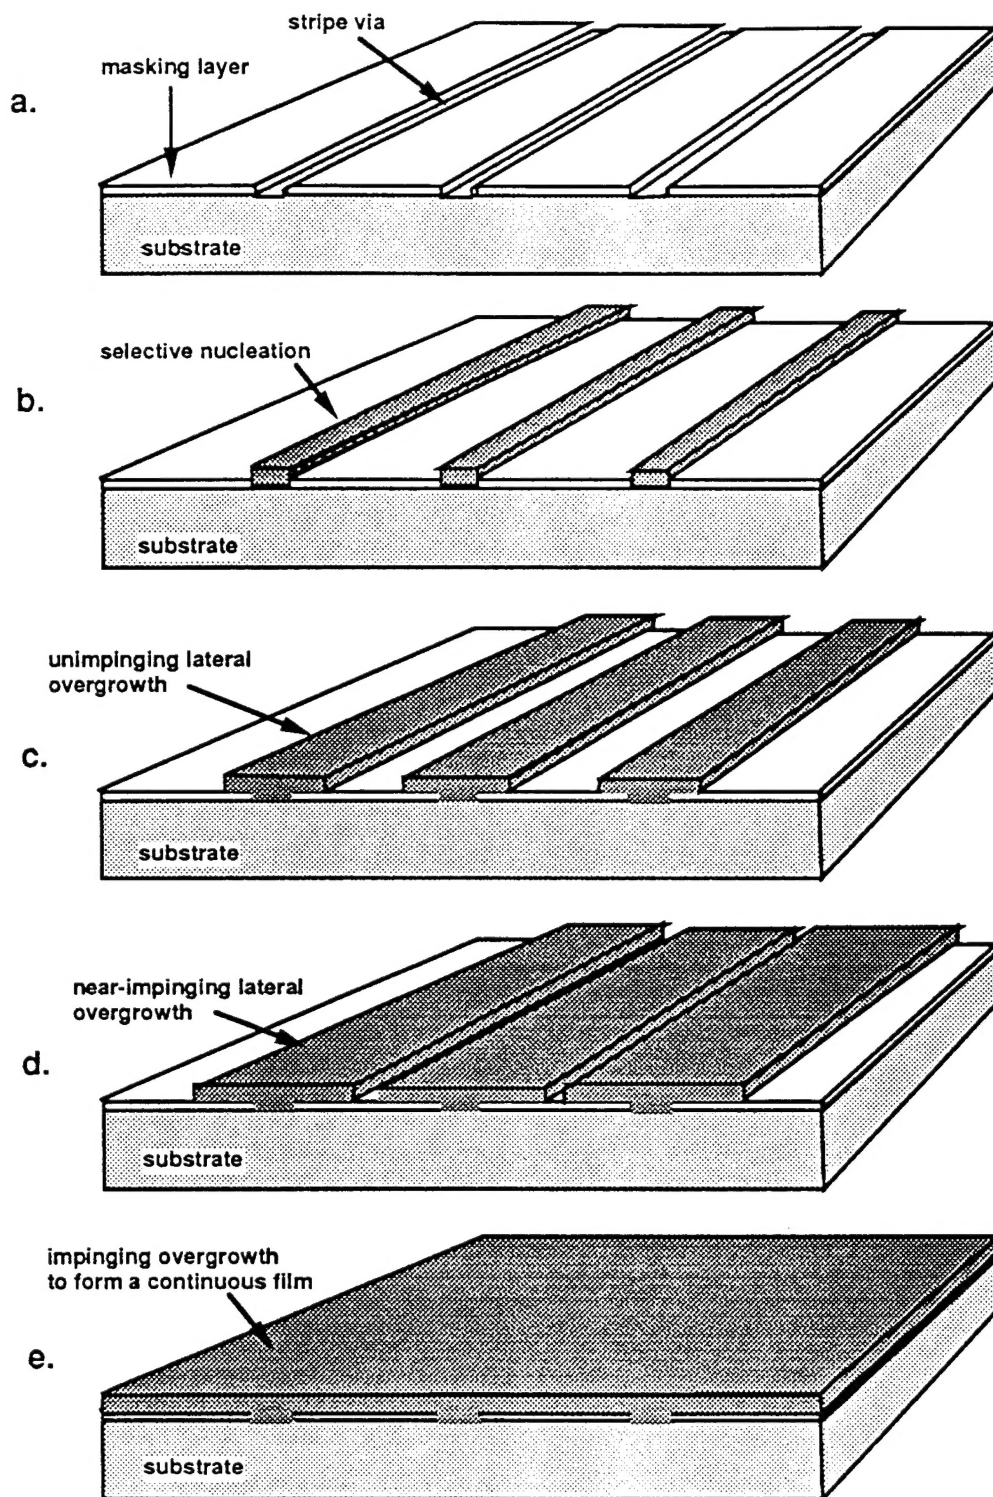 stripe via
masking layer
a.
substrate
selective nucleation
b.
substrate
unimpinging lateral
overgrowth
c.
substrate
near-impinging lateral
overgrowth
d.
substrate
impinging overgrowth
to form a continuous film
e.
substrate